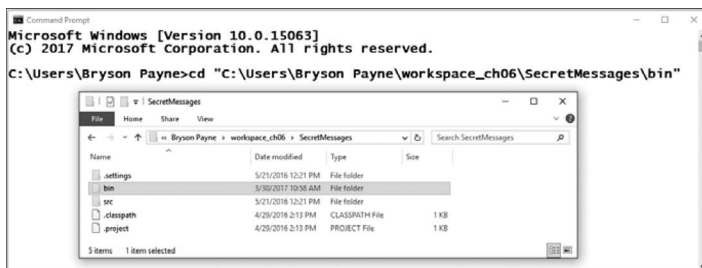 Command Prompt
Microsoft Windows [Version 10.0.15063]
(c) 2017 Microsoft Corporation. All rights reserved.
C:\Users\Bryson Payne>cd "C:\Users\Bryson Payne\workspace_ch06\SecretMessages\bin"
SecretMessages
File Home Share View
« Bryson Payne › workspace_ch06 › SecretMessages Search SecretMessages
Name Date modified Type Size
.settings 5/21/2016 12:21 PM File folder
bin 3/30/2017 10:58 AM File folder
src 5/21/2016 12:21 PM File folder
.classpath 4/29/2016 2:13 PM CLASSPATH File 1 KB
.project 4/29/2016 2:13 PM PROJECT File 1 KB
5 items 1 item selected